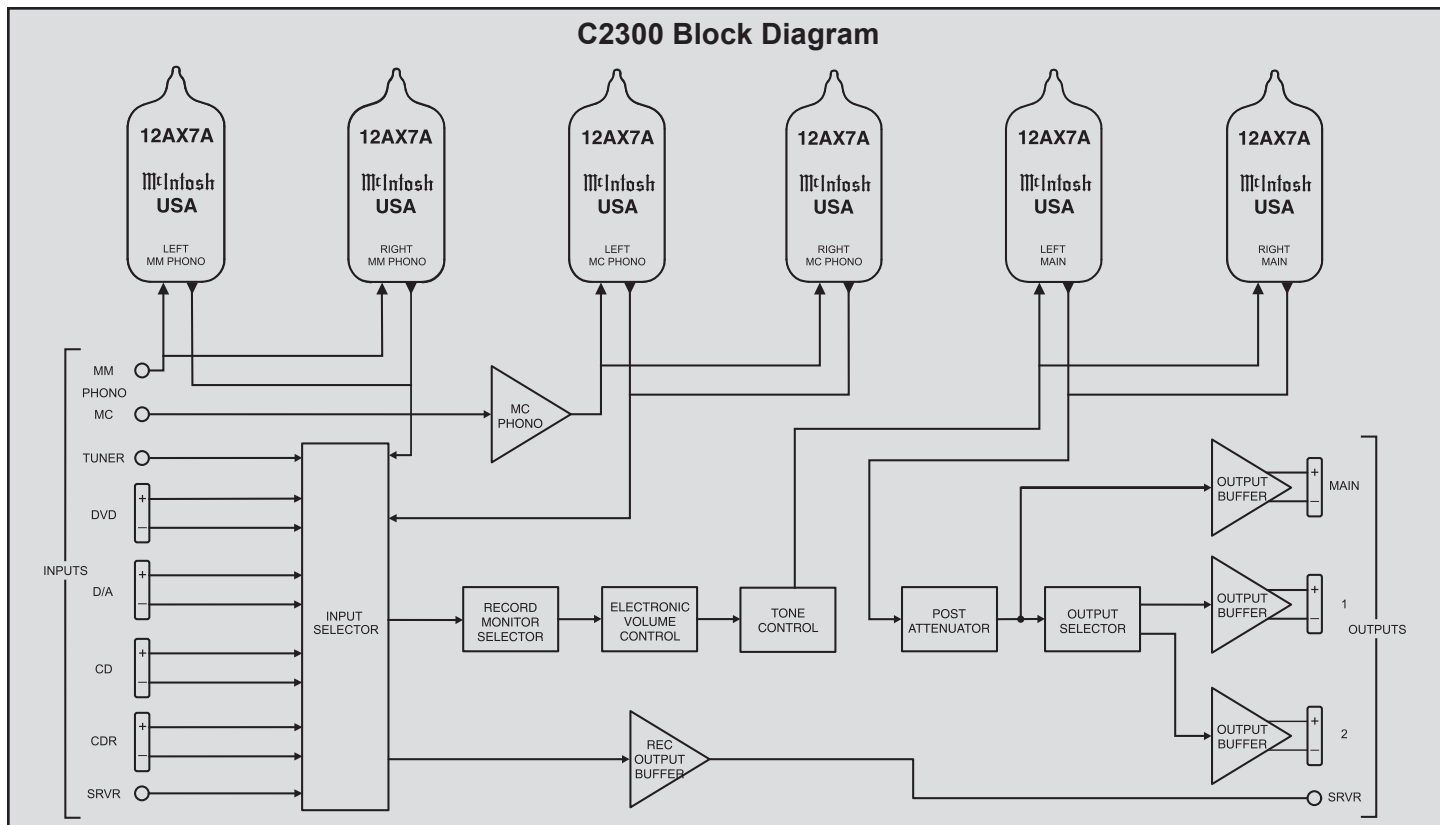 C2300 Block Diagram
12AX7A
McIntosh
USA
LEFT
MM PHONO
12AX7A
McIntosh
USA
RIGHT
MM PHONO
12AX7A
McIntosh
USA
LEFT
MC PHONO
12AX7A
McIntosh
USA
RIGHT
MC PHONO
12AX7A
McIntosh
USA
LEFT
MAIN
12AX7A
McIntosh
USA
RIGHT
MAIN
INPUTS
MM
PHONO
MC
TUNER
DVD
+
–
D/A
+
–
CD
+
–
CDR
+
–
SRVR
INPUT
SELECTOR
MC
PHONO
RECORD
MONITOR
SELECTOR
ELECTRONIC
VOLUME
CONTROL
TONE
CONTROL
REC
OUTPUT
BUFFER
POST
ATTENUATOR
OUTPUT
SELECTOR
OUTPUT
BUFFER
+
–
MAIN
OUTPUT
BUFFER
+
–
1
OUTPUT
BUFFER
+
–
2
SRVR
OUTPUTS